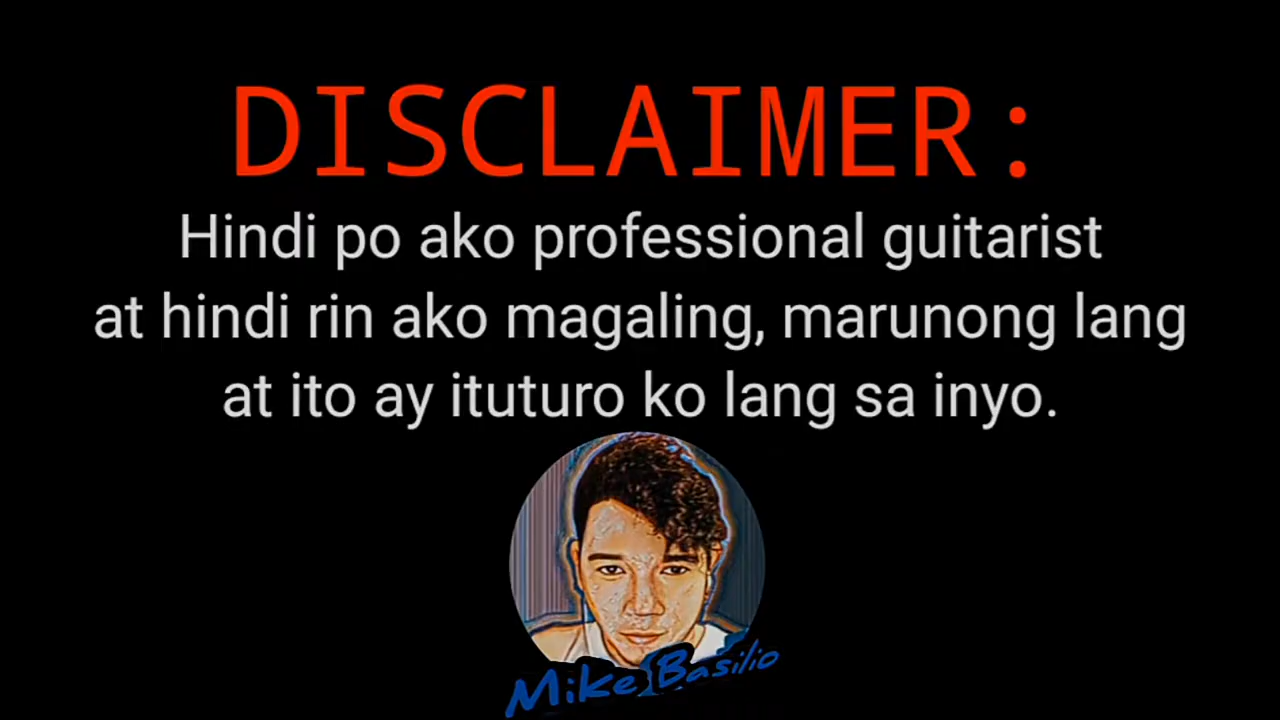 DISCLAIMER:
Hindi po ako professional guitarist
at hindi rin ako magaling, marunong lang
at ito ay ituturo ko lang sa inyo.
Mike Basilio